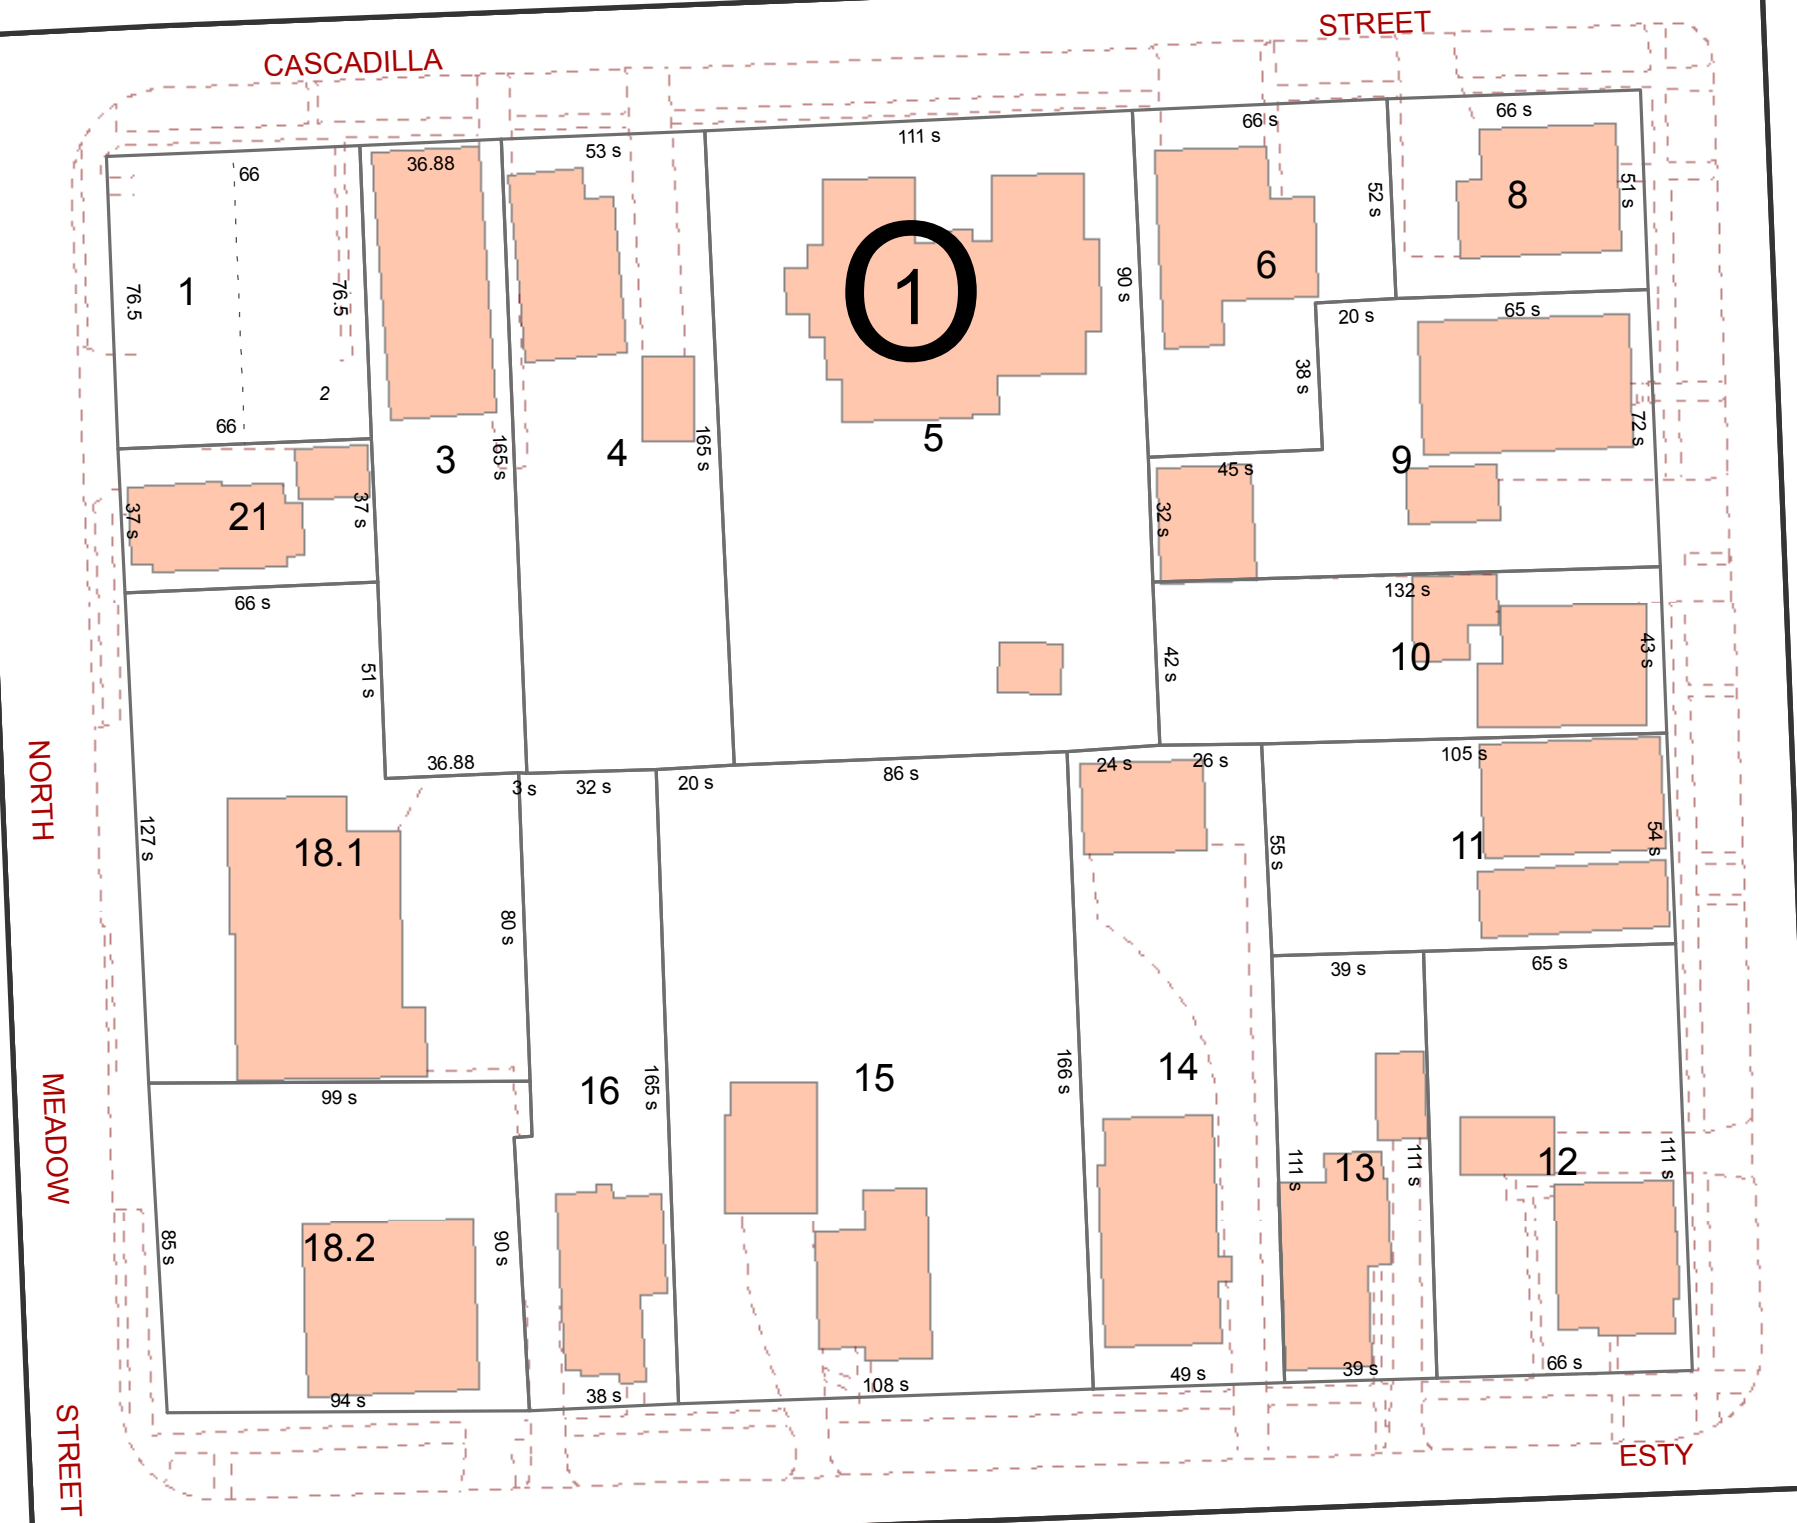 CASCADILLA
STREET
66
36.88
53 s
111 s
66 s
66 s
76.5
1
76.5
1
90 s
6
52 s
8
51 s
2
66
3
165 s
4
165 s
5
20 s
38 s
65 s
72 s
9
37 s
21
37 s
32 s
45 s
66 s
51 s
132 s
42 s
10
43 s
36.88
3 s
32 s
20 s
86 s
24 s
26 s
105 s
NORTH
127 s
18.1
80 s
55 s
11
54 s
39 s
65 s
MEADOW
99 s
16
165 s
15
166 s
14
111 s
13
111 s
12
111 s
85 s
18.2
90 s
94 s
38 s
108 s
49 s
39 s
66 s
STREET
ESTY